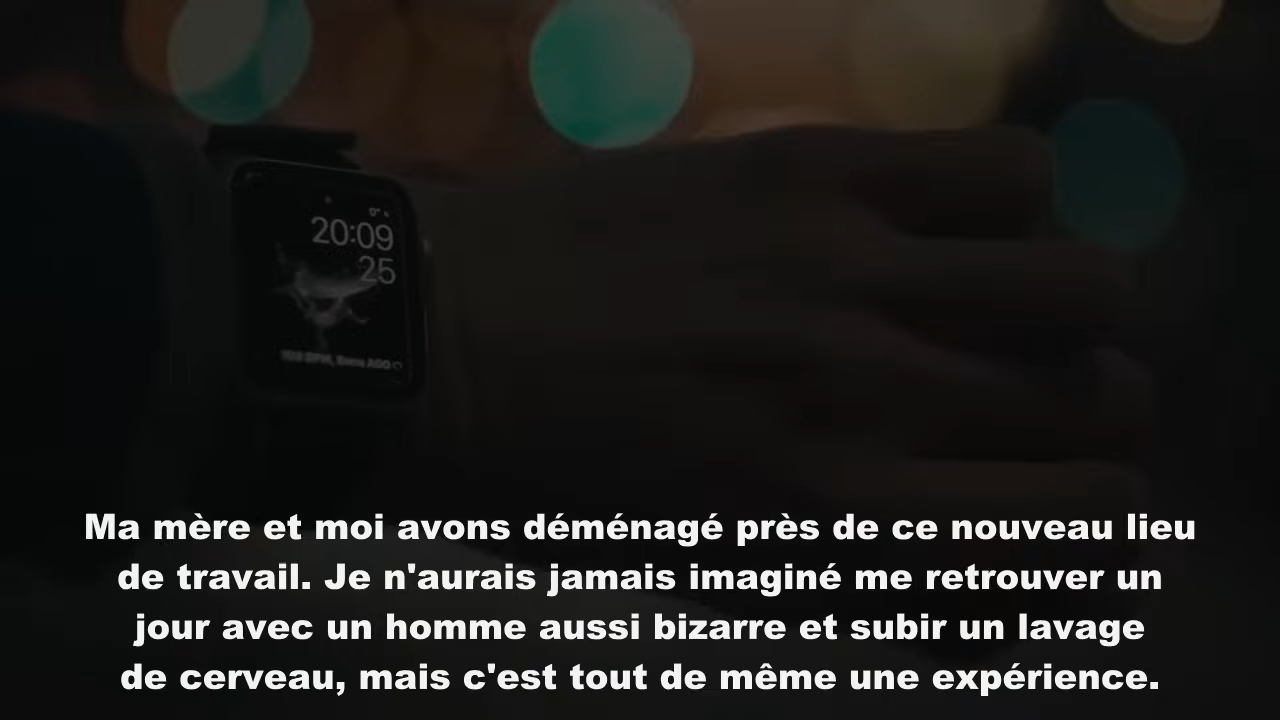 20:09
25
Ma mère et moi avons déménagé près de ce nouveau lieu
de travail. Je n'aurais jamais imaginé me retrouver un
jour avec un homme aussi bizarre et subir un lavage
de cerveau, mais c'est tout de même une expérience.